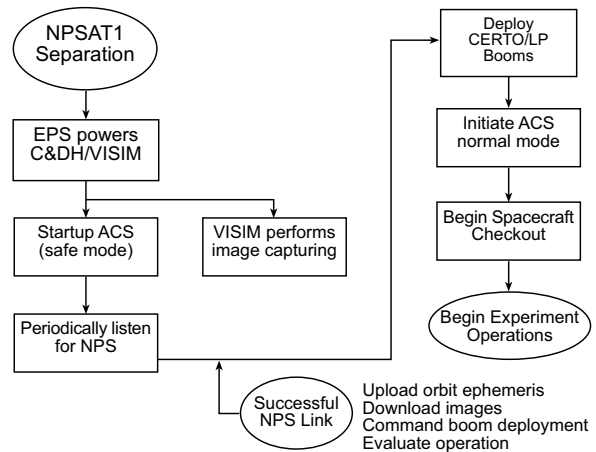 NPSAT1
Separation
EPS powers
C&DH/VISIM
Startup ACS
(safe mode)
VISIM performs
image capturing
Periodically listen
for NPS
Successful
NPS Link
Upload orbit ephemeris
Download images
Command boom deployment
Evaluate operation
Deploy
CERTO/LP
Booms
Initiate ACS
normal mode
Begin Spacecraft
Checkout
Begin Experiment
Operations